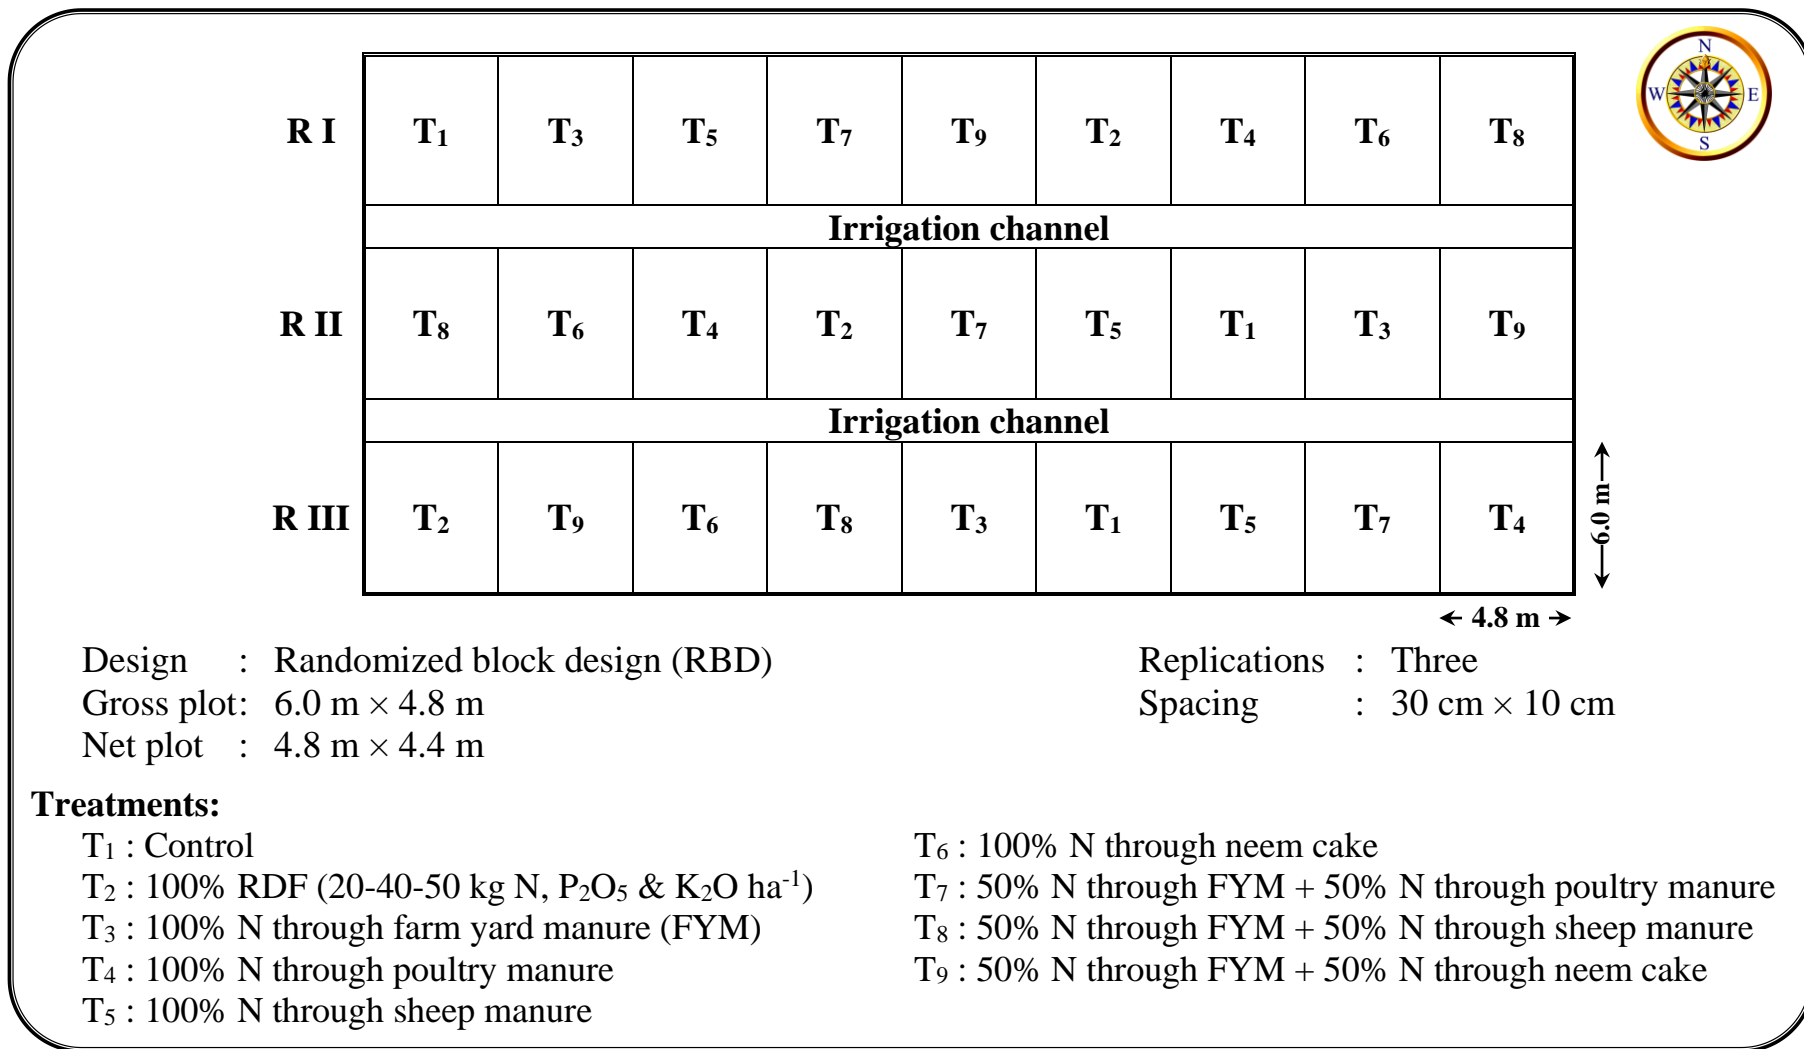 N
W E
S
R I T₁ T₃ T₅ T₇ T₉ T₂ T₄ T₆ T₈
Irrigation channel
R II T₈ T₆ T₄ T₂ T₇ T₅ T₁ T₃ T₉
Irrigation channel
R III T₂ T₉ T₆ T₈ T₃ T₁ T₅ T₇ T₄
6.0 m
4.8 m
Design : Randomized block design (RBD)
Gross plot: 6.0 m × 4.8 m
Net plot : 4.8 m × 4.4 m
Replications : Three
Spacing : 30 cm × 10 cm
Treatments:
T₁ : Control
T₂ : 100% RDF (20-40-50 kg N, P₂O₅ & K₂O ha⁻¹)
T₃ : 100% N through farm yard manure (FYM)
T₄ : 100% N through poultry manure
T₅ : 100% N through sheep manure
T₆ : 100% N through neem cake
T₇ : 50% N through FYM + 50% N through poultry manure
T₈ : 50% N through FYM + 50% N through sheep manure
T₉ : 50% N through FYM + 50% N through neem cake